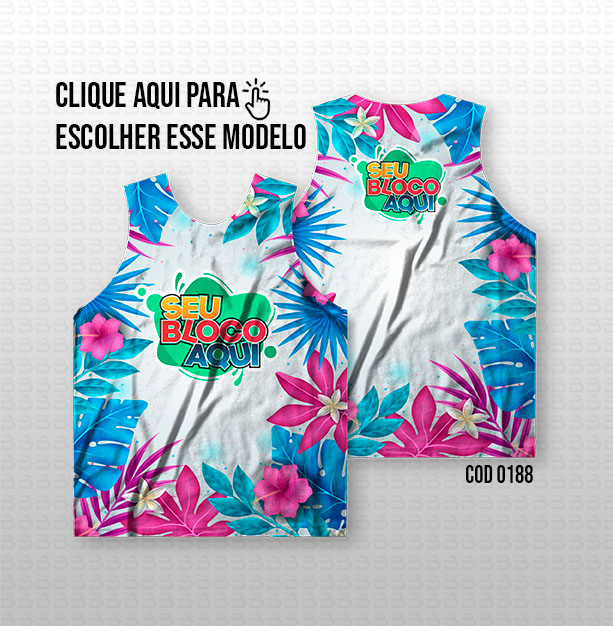 CLIQUE AQUI PARA
ESCOLHER ESSE MODELO
SEU
BLOCO
AQUI
SEU
BLOCO
AQUI
COD 0188